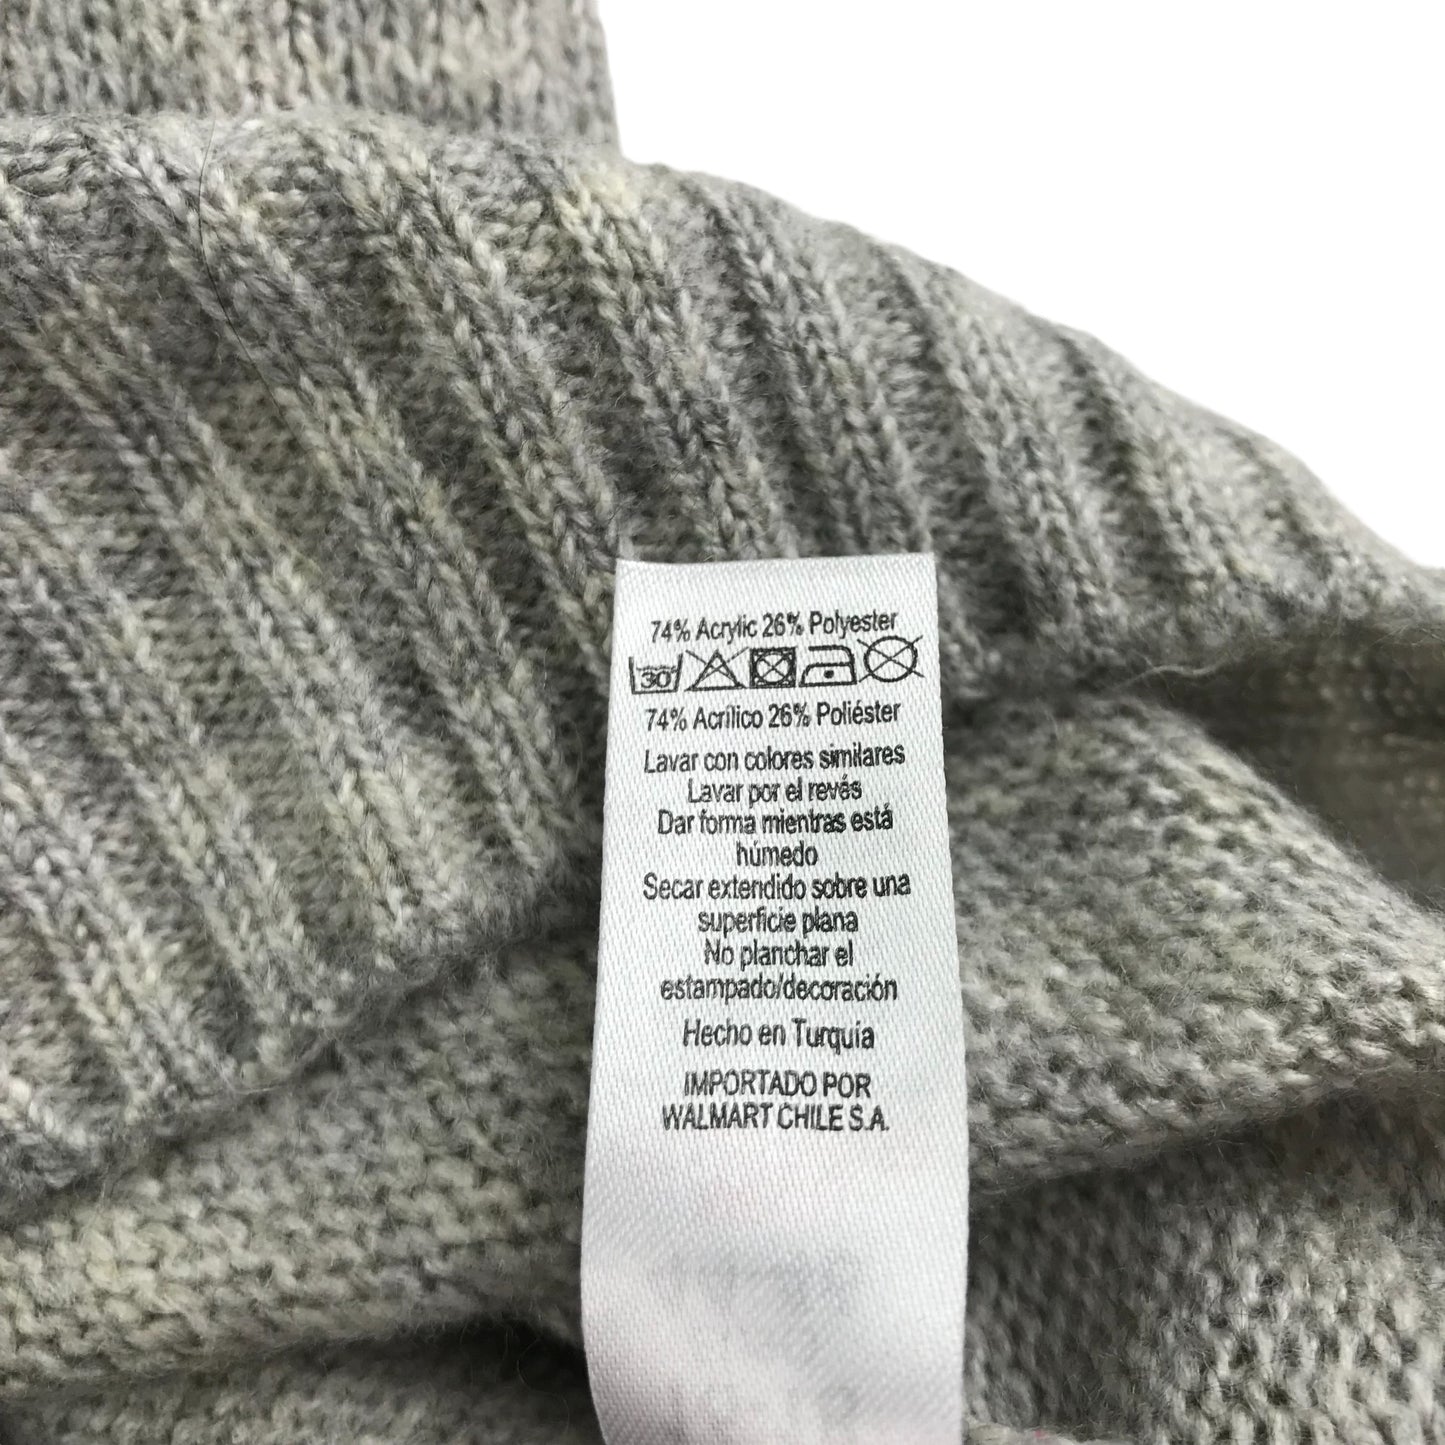 74% Acrylic 26% Polyester
30
74% Acrílico 26% Poliéster
Lavar con colores similares
Lavar por el revés
Dar forma mientras está
húmedo
Secar extendido sobre una
superficie plana
No planchar el
estampado/decoración
Hecho en Turquía
IMPORTADO POR
WALMART CHILE S.A.